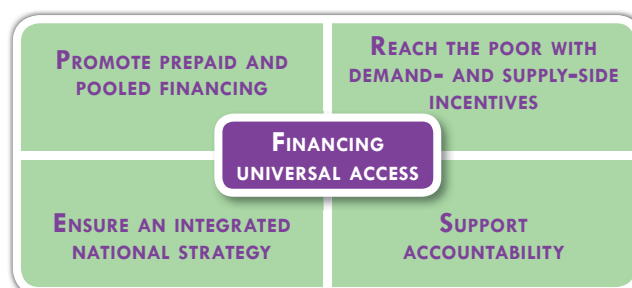 Promote prepaid and
pooled financing
Reach the poor with
demand- and supply-side
incentives
Financing
universal access
Ensure an integrated
national strategy
Support
accountability